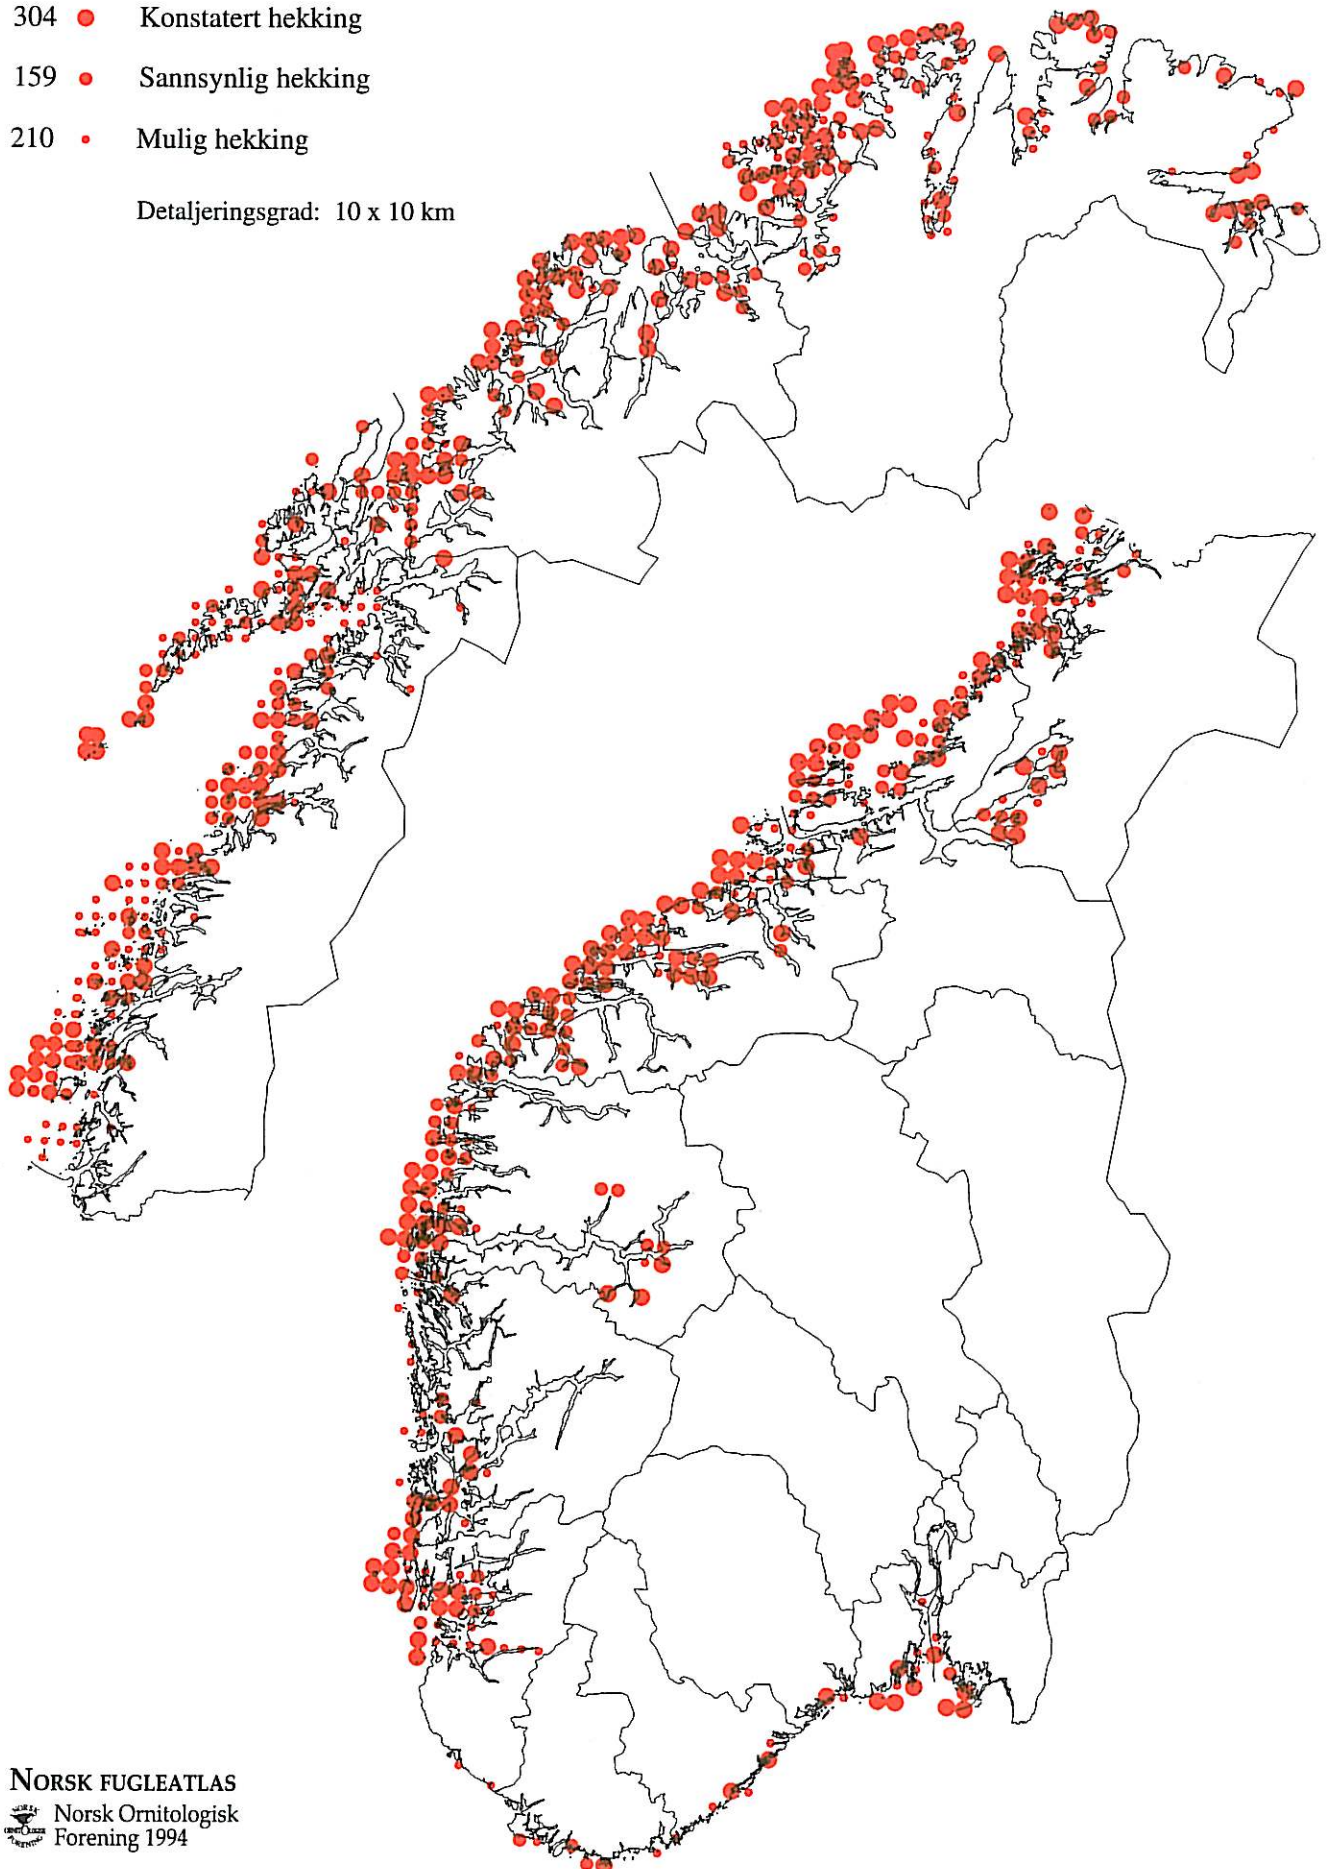 304 Konstatert hekking
159 Sannsynlig hekking
210 Mulig hekking
Detaljeringsgrad: 10 x 10 km
NORSK FUGLEATLAS
Norsk Ornitologisk
Forening 1994